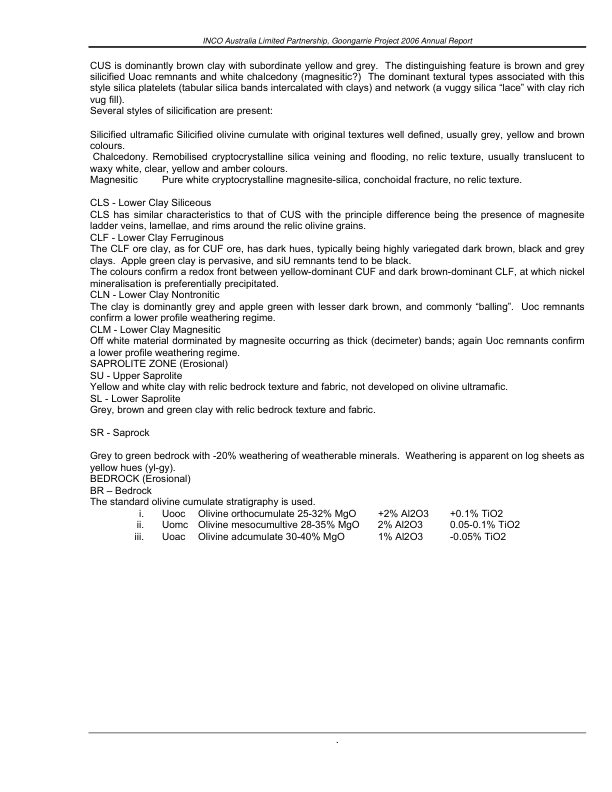 INCO Australia Limited Partnership, Goongarrie Project 2006 Annual Report
CUS is dominantly brown clay with subordinate yellow and grey. The distinguishing feature is brown and grey
silicified Uoac remnants and white chalcedony (magnesitic?) The dominant textural types associated with this
style silica platelets (tabular silica bands intercalated with clays) and network (a vuggy silica “lace” with clay rich
vug fill).
Several styles of silicification are present:
Silicified ultramafic Silicified olivine cumulate with original textures well defined, usually grey, yellow and brown
colours.
Chalcedony. Remobilised cryptocrystalline silica veining and flooding, no relic texture, usually translucent to
waxy white, clear, yellow and amber colours.
Magnesitic Pure white cryptocrystalline magnesite-silica, conchoidal fracture, no relic texture.
CLS - Lower Clay Siliceous
CLS has similar characteristics to that of CUS with the principle difference being the presence of magnesite
ladder veins, lamellae, and rims around the relic olivine grains.
CLF - Lower Clay Ferruginous
The CLF ore clay, as for CUF ore, has dark hues, typically being highly variegated dark brown, black and grey
clays. Apple green clay is pervasive, and siU remnants tend to be black.
The colours confirm a redox front between yellow-dominant CUF and dark brown-dominant CLF, at which nickel
mineralisation is preferentially precipitated.
CLN - Lower Clay Nontronitic
The clay is dominantly grey and apple green with lesser dark brown, and commonly “balling”. Uoc remnants
confirm a lower profile weathering regime.
CLM - Lower Clay Magnesitic
Off white material dorminated by magnesite occurring as thick (decimeter) bands; again Uoc remnants confirm
a lower profile weathering regime.
SAPROLITE ZONE (Erosional)
SU - Upper Saprolite
Yellow and white clay with relic bedrock texture and fabric, not developed on olivine ultramafic.
SL - Lower Saprolite
Grey, brown and green clay with relic bedrock texture and fabric.
SR - Saprock
Grey to green bedrock with -20% weathering of weatherable minerals. Weathering is apparent on log sheets as
yellow hues (yl-gy).
BEDROCK (Erosional)
BR – Bedrock
The standard olivine cumulate stratigraphy is used.
i. Uooc Olivine orthocumulate 25-32% MgO +2% Al2O3 +0.1% TiO2
ii. Uomc Olivine mesocumultive 28-35% MgO 2% Al2O3 0.05-0.1% TiO2
iii. Uoac Olivine adcumulate 30-40% MgO 1% Al2O3 -0.05% TiO2
.